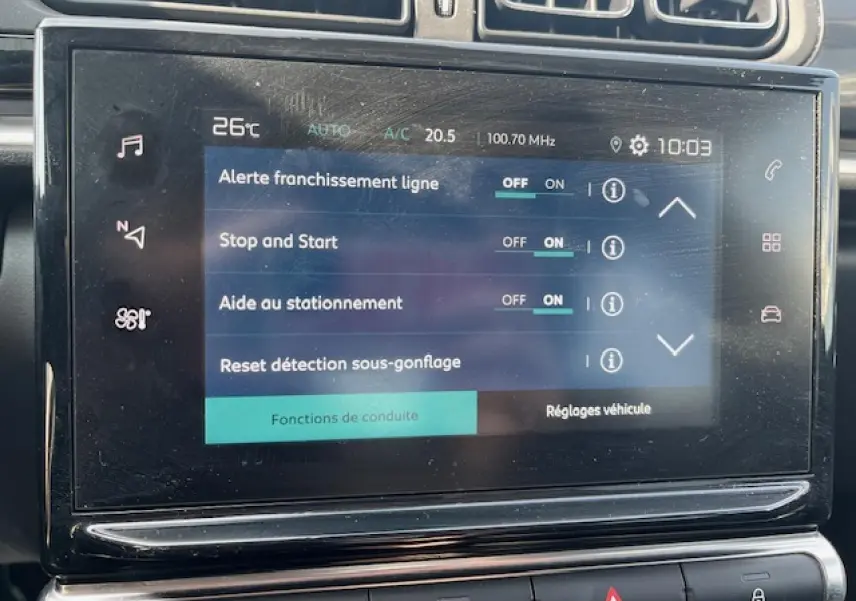 26°C AUTO A/C 20.5 100.70 MHz 10:03
Alerte franchissement ligne OFF ON
N
Stop and Start OFF ON
Aide au stationnement OFF ON
Reset détection sous-gonflage
Fonctions de conduite Réglages véhicule